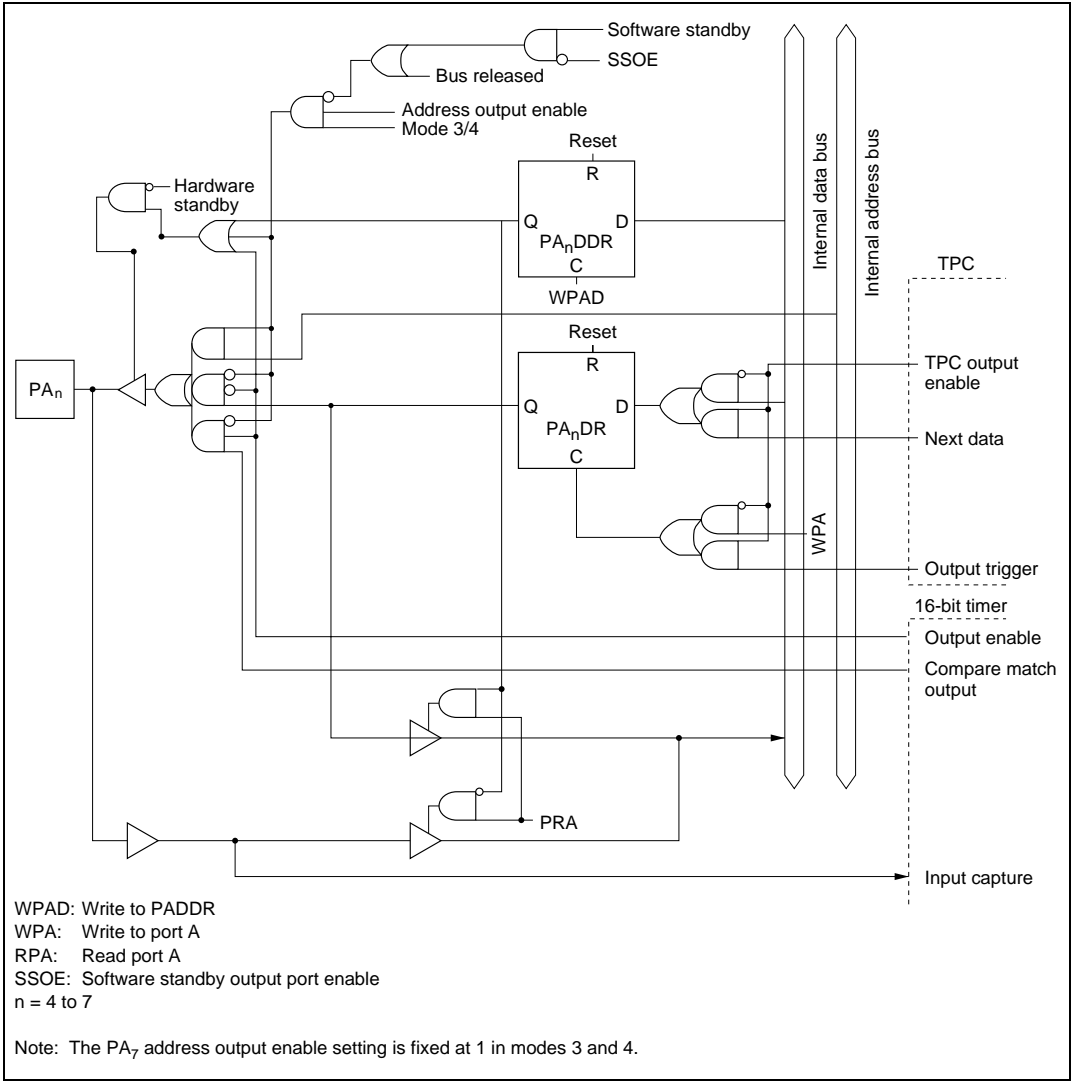 Software standby
SSOE
Bus released
Address output enable
Mode 3/4
Reset
R
Hardware
standby
Q
D
PAnDDR
C
WPAD
Internal data bus
Internal address bus
TPC
Reset
R
TPC output
enable
PAn
Q
D
PAnDR
C
Next data
WPA
Output trigger
16-bit timer
Output enable
Compare match
output
PRA
Input capture
WPAD: Write to PADDR
WPA: Write to port A
RPA: Read port A
SSOE: Software standby output port enable
n = 4 to 7
Note: The PA7 address output enable setting is fixed at 1 in modes 3 and 4.